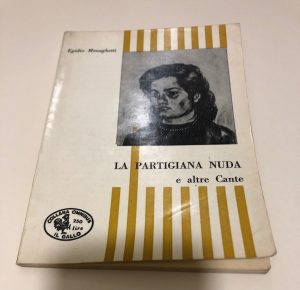 Egidio Meneghetti
LA PARTIGIANA NUDA
e altre Cante
COLLANA OMNIBUS
250
lire
IL GALLO